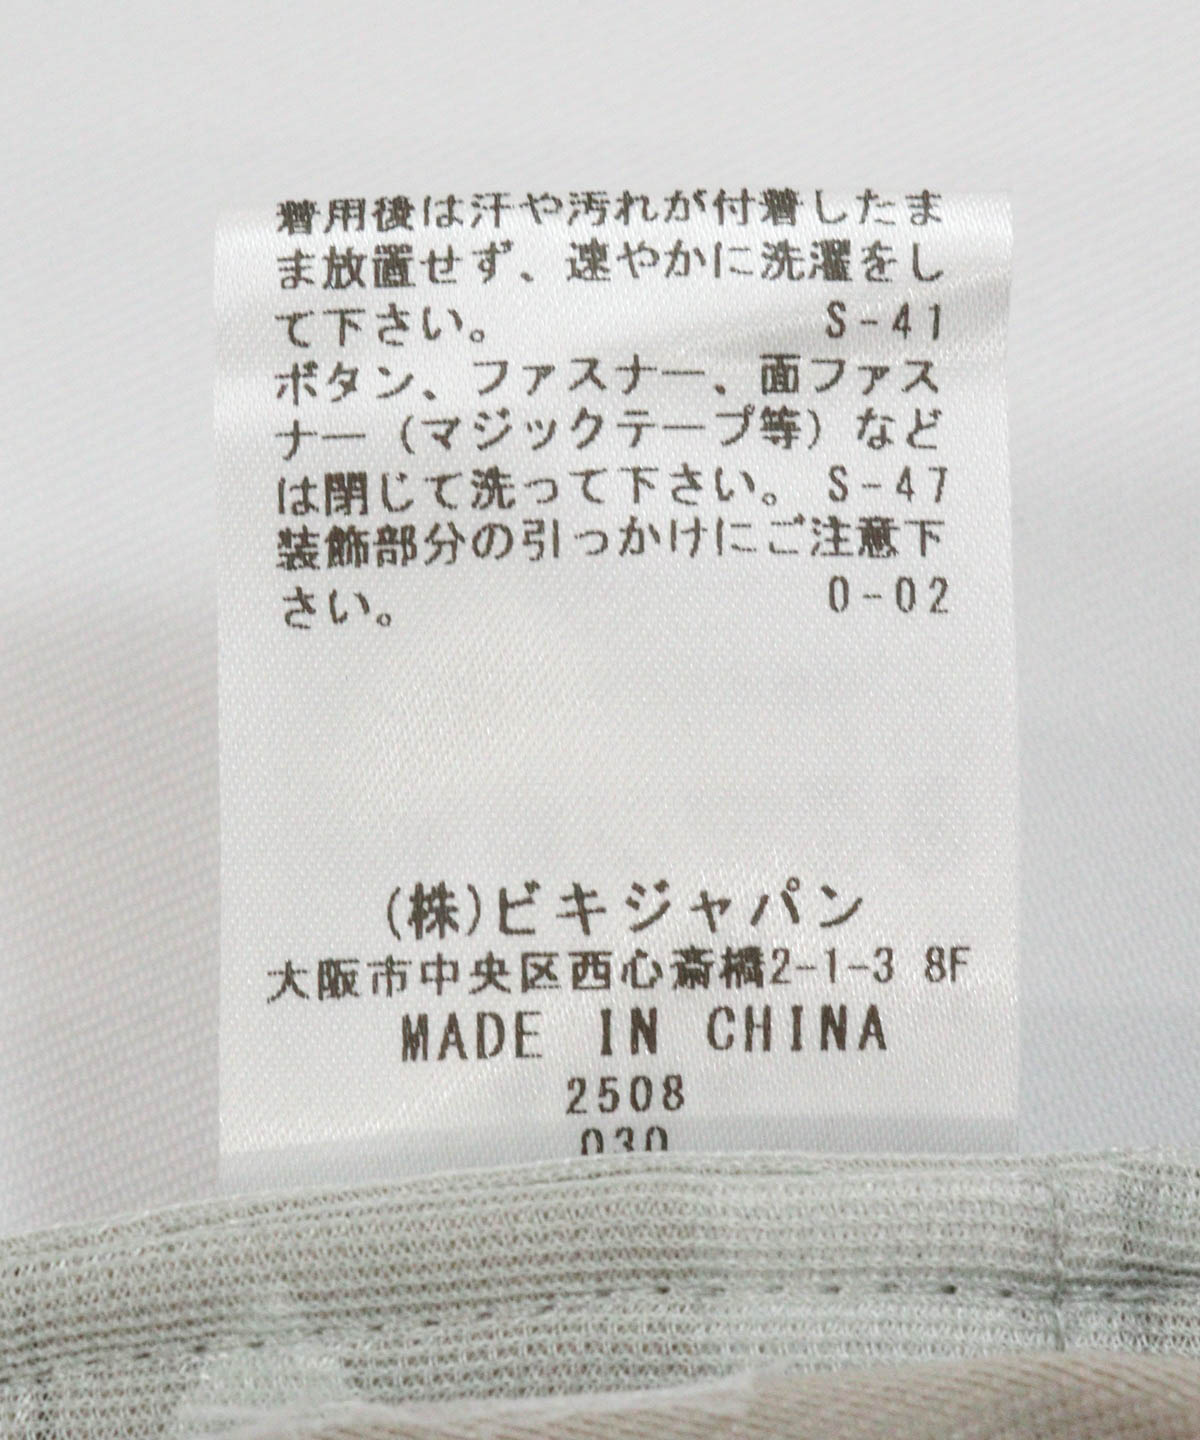 着用後は汗や汚れが付着したま
ま放置せず、速やかに洗濯をし
て下さい。 S-41
ボタン、ファスナー、面ファス
ナー(マジックテープ等)など
は閉じて洗って下さい。 S-47
装飾部分の引っかけにご注意下
さい。 0-02
(株)ビキジャパン
大阪市中央区西心斎橋2-1-3 8F
MADE IN CHINA
2508
030